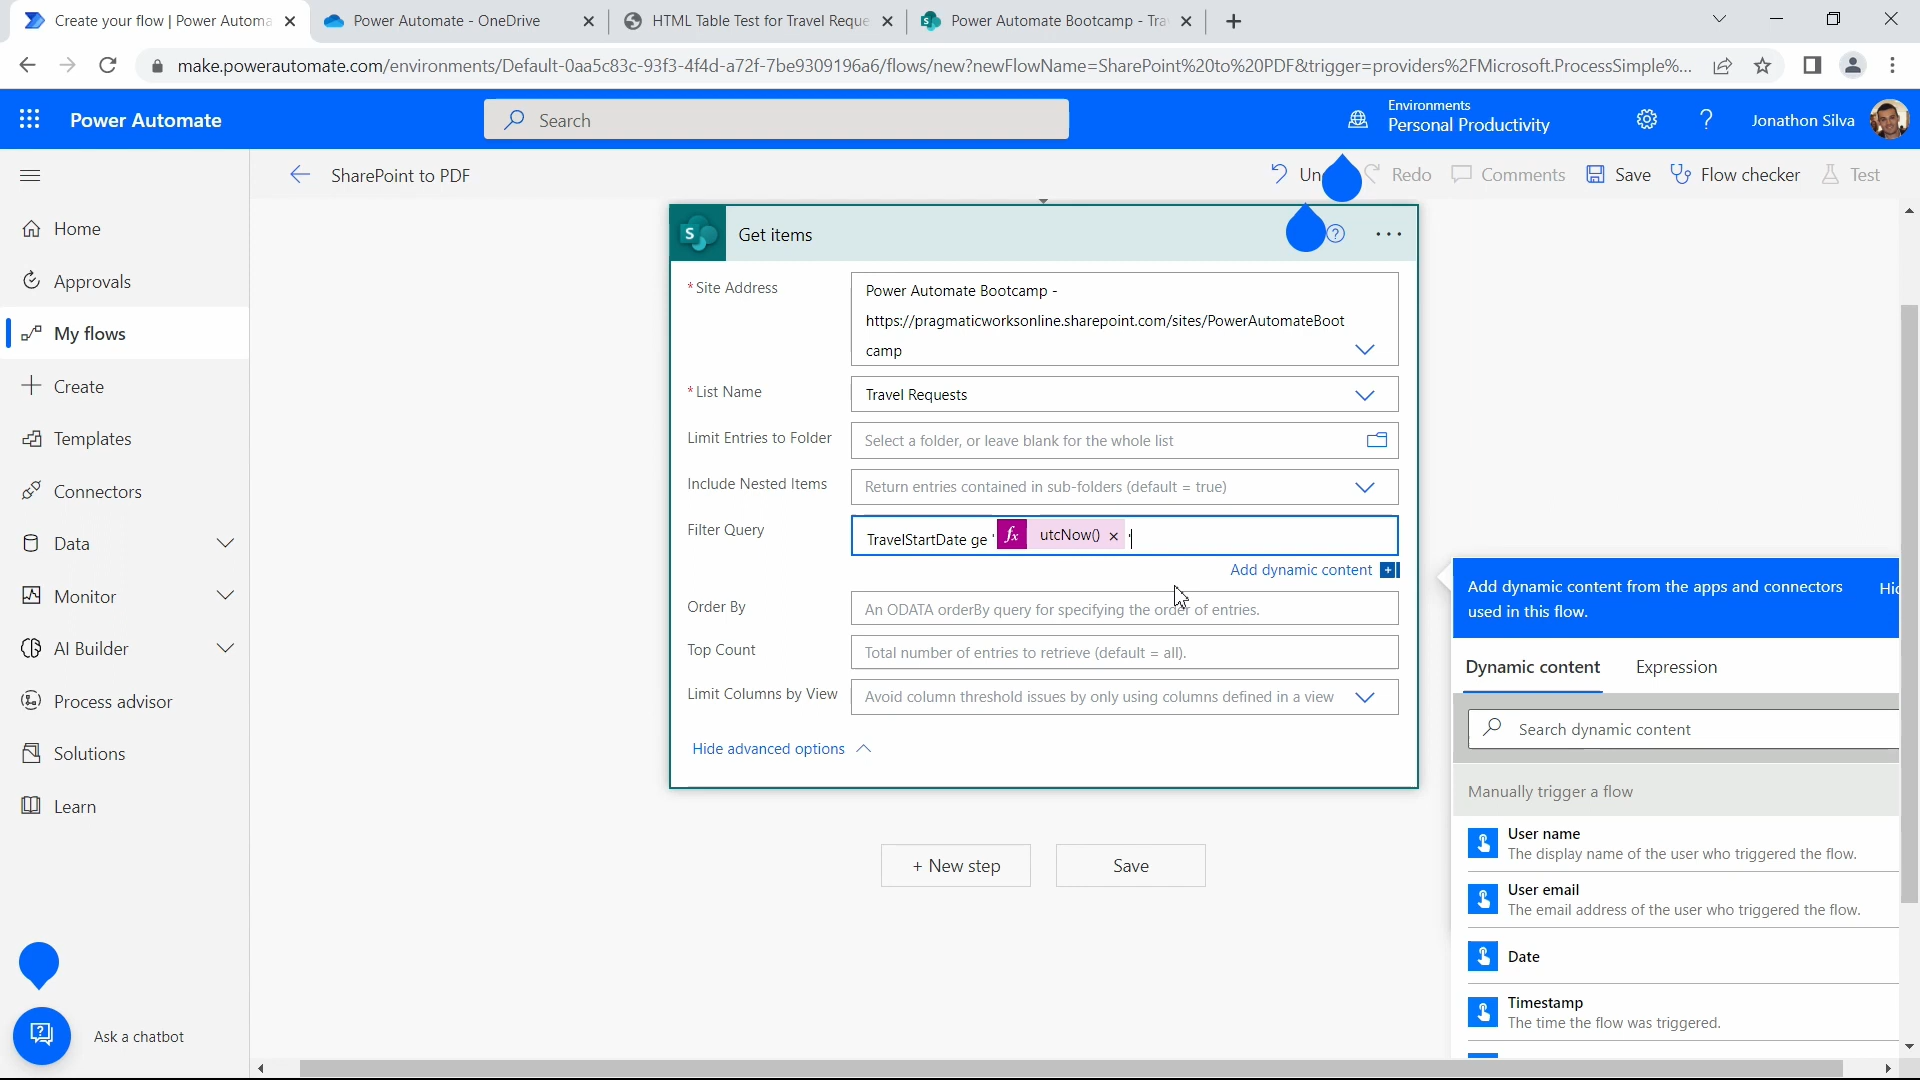 Create your flow | Power Automa
Power Automate - OneDrive
HTML Table Test for Travel Reque
Power Automate Bootcamp - Tra
make.powerautomate.com/environments/Default-0aa5c83c-93f3-4f4d-a72f-7be9309196a6/flows/new?newFlowName=SharePoint%20to%20PDF&trigger=providers%2FMicrosoft.ProcessSimple%...
Power Automate
Search
Environments
Personal Productivity
Jonathon Silva
SharePoint to PDF
Un
Redo
Comments
Save
Flow checker
Test
Home
Approvals
My flows
Create
Templates
Connectors
Data
Monitor
AI Builder
Process advisor
Solutions
Learn
Ask a chatbot
Get items
* Site Address
Power Automate Bootcamp -
https://pragmaticworksonline.sharepoint.com/sites/PowerAutomateBoot
camp
* List Name
Travel Requests
Limit Entries to Folder
Select a folder, or leave blank for the whole list
Include Nested Items
Return entries contained in sub-folders (default = true)
Filter Query
TravelStartDate ge ' fx utcNow() × '
Add dynamic content
Order By
An ODATA orderBy query for specifying the order of entries.
Top Count
Total number of entries to retrieve (default = all).
Limit Columns by View
Avoid column threshold issues by only using columns defined in a view
Hide advanced options
+ New step
Save
Add dynamic content from the apps and connectors
used in this flow.
Hid
Dynamic content
Expression
Search dynamic content
Manually trigger a flow
User name
The display name of the user who triggered the flow.
User email
The email address of the user who triggered the flow.
Date
Timestamp
The time the flow was triggered.